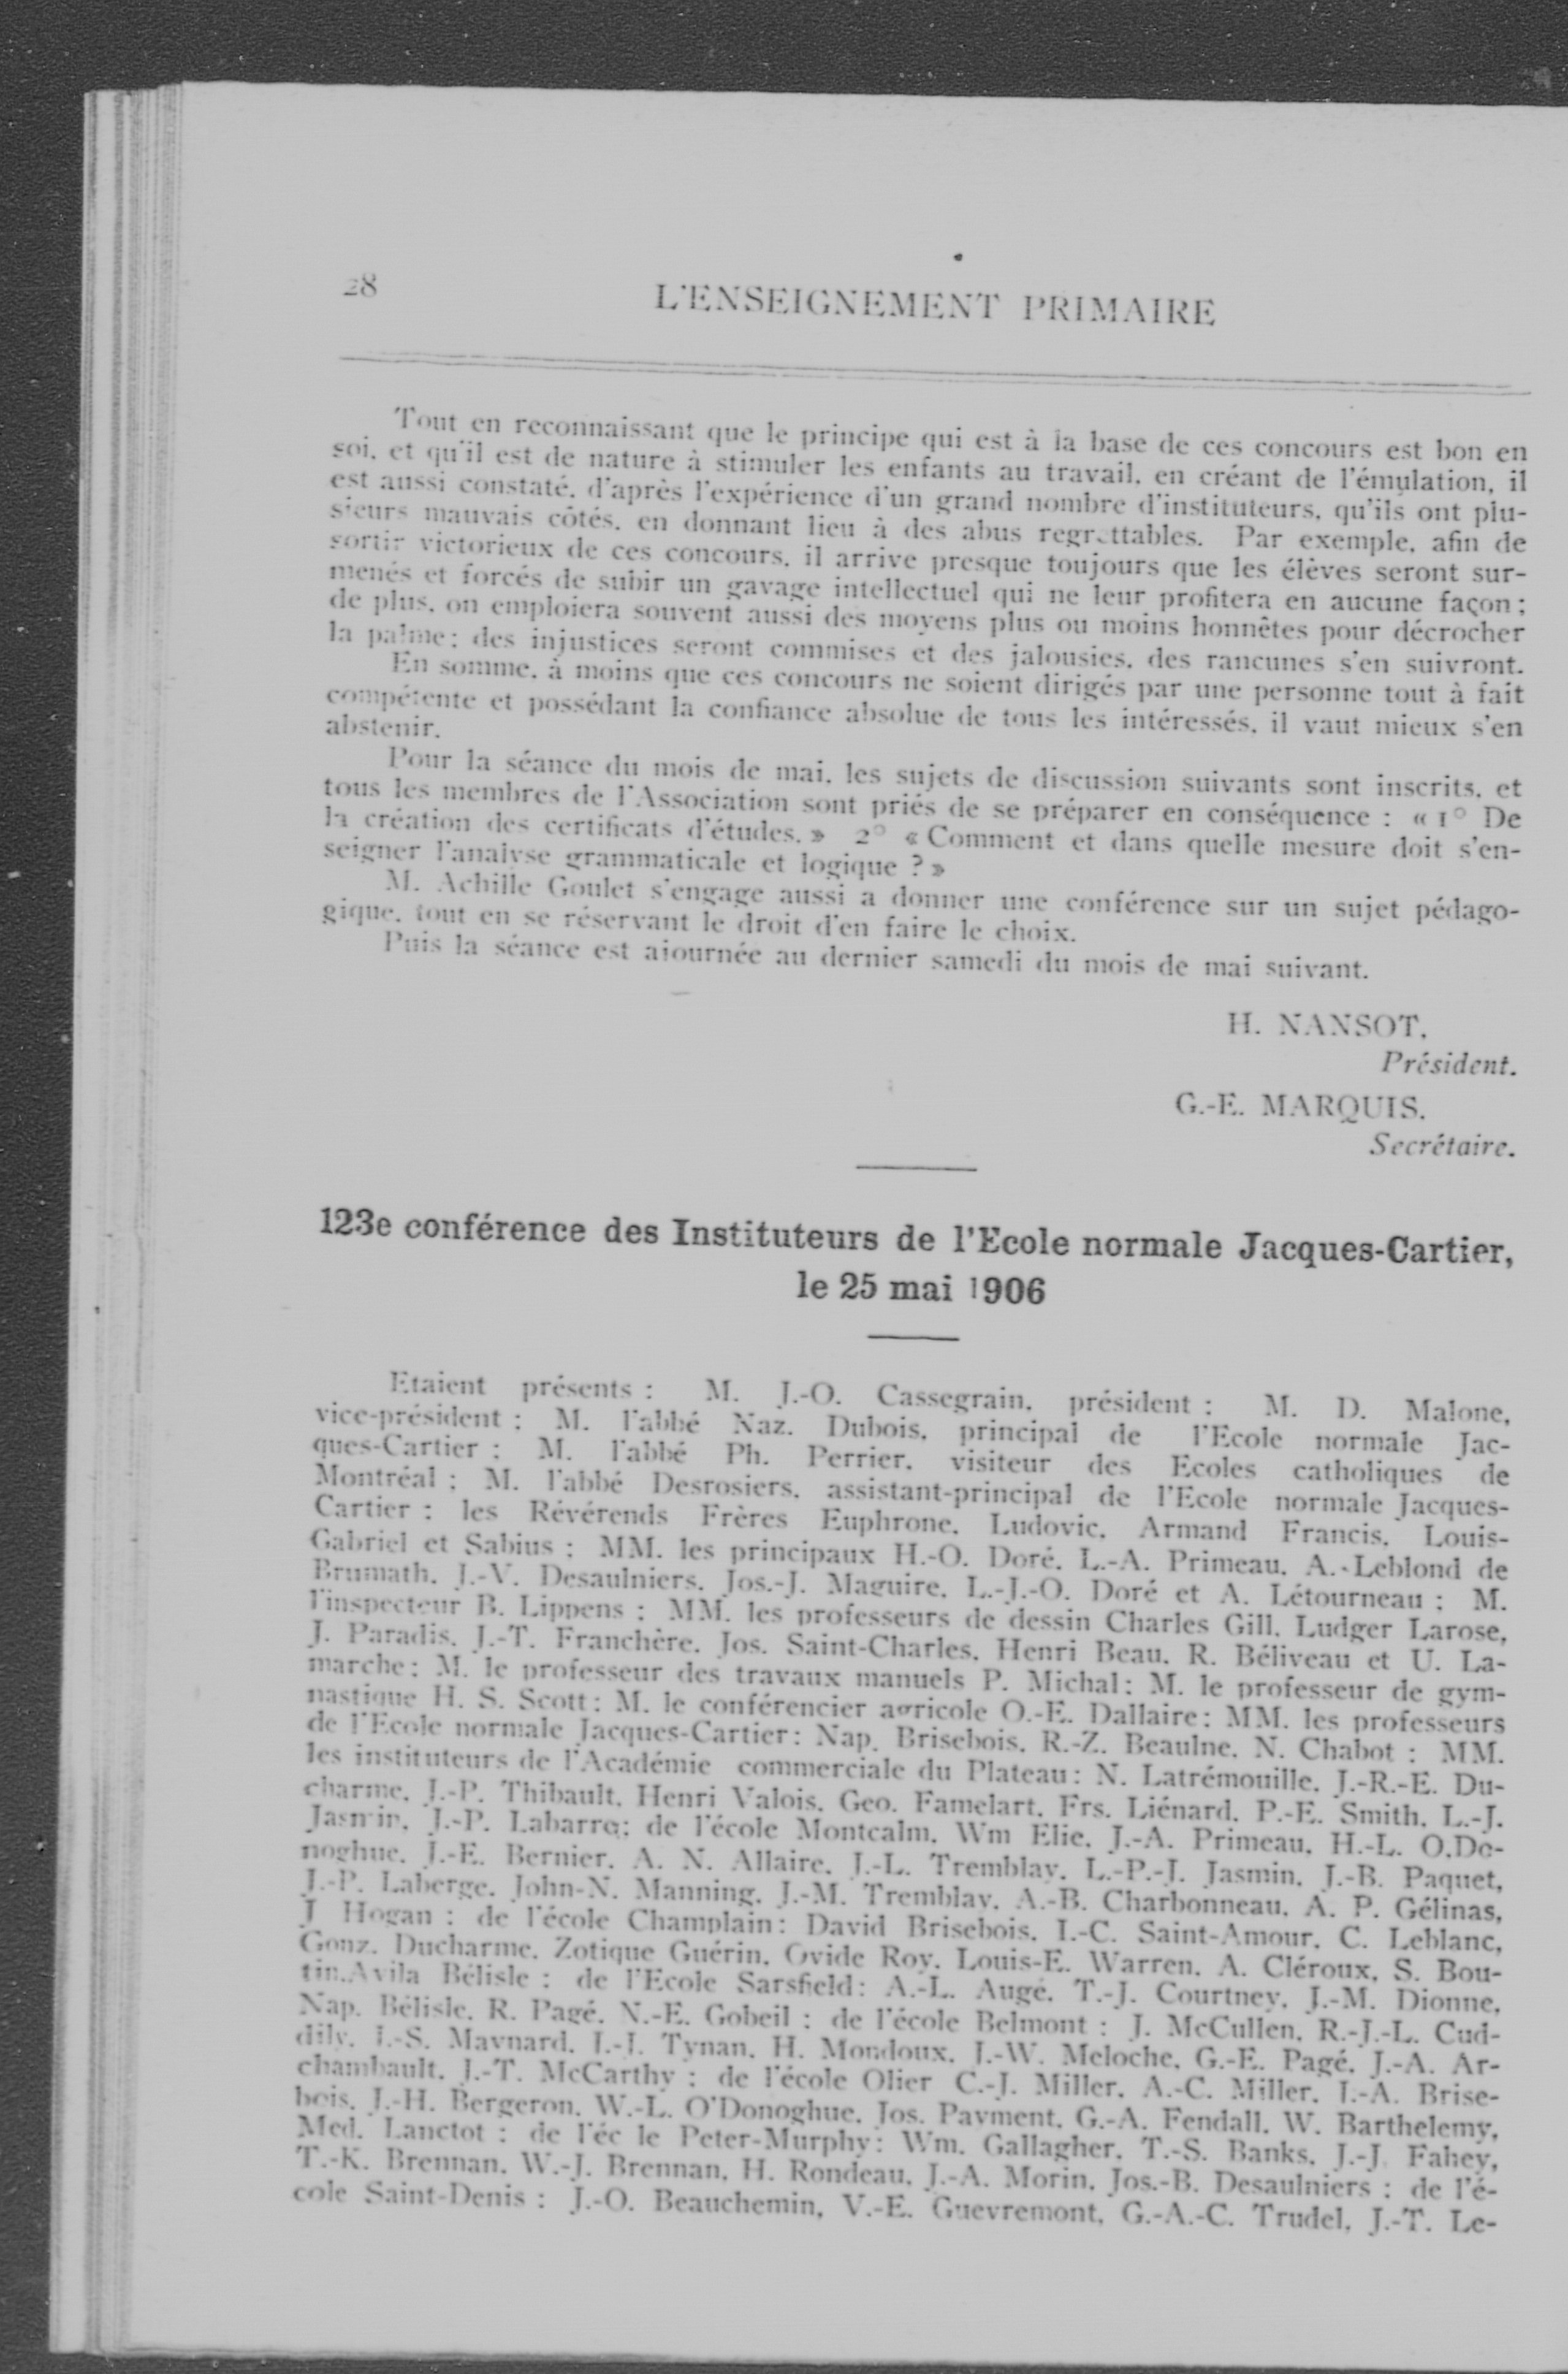 28
L'ENSEIGNEMENT PRIMAIRE
Tout en reconnaissant que le principe qui est à la base de ces concours est bon en
soi, et qu'il est de nature à stimuler les enfants au travail, en créant de l'émulation, il
est aussi constaté, d'après l'expérience d'un grand nombre d'instituteurs, qu'ils ont plu-
sieurs mauvais côtés, en donnant lieu à des abus regrettables. Par exemple, afin de
sortir victorieux de ces concours, il arrive presque toujours que les élèves seront sur-
menés et forcés de subir un gavage intellectuel qui ne leur profitera en aucune façon;
de plus, on emploiera souvent aussi des moyens plus ou moins honnêtes pour décrocher
la palme; des injustices seront commises et des jalousies, des rancunes s'en suivront.
En somme, à moins que ces concours ne soient dirigés par une personne tout à fait
compétente et possédant la confiance absolue de tous les intéressés, il vaut mieux s'en
abstenir.
Pour la séance du mois de mai, les sujets de discussion suivants sont inscrits, et
tous les membres de l'Association sont priés de se préparer en conséquence : « 1° De
la création des certificats d'études. » 2° « Comment et dans quelle mesure doit s'en-
seigner l'analyse grammaticale et logique ? »
M. Achille Goulet s'engage aussi a donner une conférence sur un sujet pédago-
gique, tout en se réservant le droit d'en faire le choix.
Puis la séance est ajournée au dernier samedi du mois de mai suivant.
H. NANSOT,
Président.
G.-E. MARQUIS,
Secrétaire.
123e conférence des Instituteurs de l'Ecole normale Jacques-Cartier,
le 25 mai 1906
Etaient présents : M. J.-O. Cassegrain, président ; M. D. Malone,
vice-président ; M. l'abbé Naz. Dubois, principal de l'Ecole normale Jac-
ques-Cartier ; M. l'abbé Ph. Perrier, visiteur des Ecoles catholiques de
Montréal ; M. l'abbé Desrosiers, assistant-principal de l'Ecole normale Jacques-
Cartier ; les Révérends Frères Euphrone, Ludovic, Armand Francis, Louis-
Gabriel et Sabius ; MM. les principaux H.-O. Doré, L.-A. Primeau, A.-Leblond de
Brumath, J.-V. Desaulniers, Jos.-J. Maguire, L.-J.-O. Doré et A. Létourneau ; M.
l'inspecteur B. Lippens ; MM. les professeurs de dessin Charles Gill, Ludger Larose,
J. Paradis, J.-T. Franchère, Jos. Saint-Charles, Henri Beau, R. Béliveau et U. La-
marche; M. le professeur des travaux manuels P. Michal; M. le professeur de gym-
nastique H. S. Scott; M. le conférencier agricole O.-E. Dallaire; MM. les professeurs
de l'Ecole normale Jacques-Cartier: Nap. Brisebois, R.-Z. Beaulne, N. Chabot ; MM.
les instituteurs de l'Académie commerciale du Plateau: N. Latrémouille, J.-R.-E. Du-
charme, J.-P. Thibault, Henri Valois, Geo. Famelart, Frs. Liénard, P.-E. Smith, L.-J.
Jasmin, J.-P. Labarre; de l'école Montcalm, Wm Elie, J.-A. Primeau, H.-L. O.Do-
noghue, J.-E. Bernier, A. N. Allaire, J.-L. Tremblay, L.-P.-J. Jasmin, J.-B. Paquet,
J.-P. Laberge, John-N. Manning, J.-M. Tremblay, A.-B. Charbonneau, A. P. Gélinas,
J Hogan ; de l'école Champlain: David Brisebois, I.-C. Saint-Amour, C. Leblanc,
Gonz. Ducharme, Zotique Guérin, Ovide Roy, Louis-E. Warren, A. Cléroux, S. Bou-
tin, Avila Bélisle ; de l'Ecole Sarsfield: A.-L. Augé, T.-J. Courtney, J.-M. Dionne,
Nap. Bélisle, R. Pagé, N.-E. Gobeil ; de l'école Belmont : J. McCullen, R.-J.-L. Cud-
dily, J.-S. Maynard, J.-J. Tynan, H. Mondoux, J.-W. Meloche, G.-E. Pagé, J.-A. Ar-
chambault, J.-T. McCarthy ; de l'école Olier C.-J. Miller, A.-C. Miller, J.-A. Brise-
bois, J.-H. Bergeron, W.-L. O'Donoghue, Jos. Payment, G.-A. Fendall, W. Barthelemy,
Med. Lanctot ; de l'éc le Peter-Murphy: Wm. Gallagher, T.-S. Banks, J.-J. Fahey,
T.-K. Brennan, W.-J. Brennan, H. Rondeau, J.-A. Morin, Jos.-B. Desaulniers ; de l'é-
cole Saint-Denis : J.-O. Beauchemin, V.-E. Guevremont, G.-A.-C. Trudel, J.-T. Le-